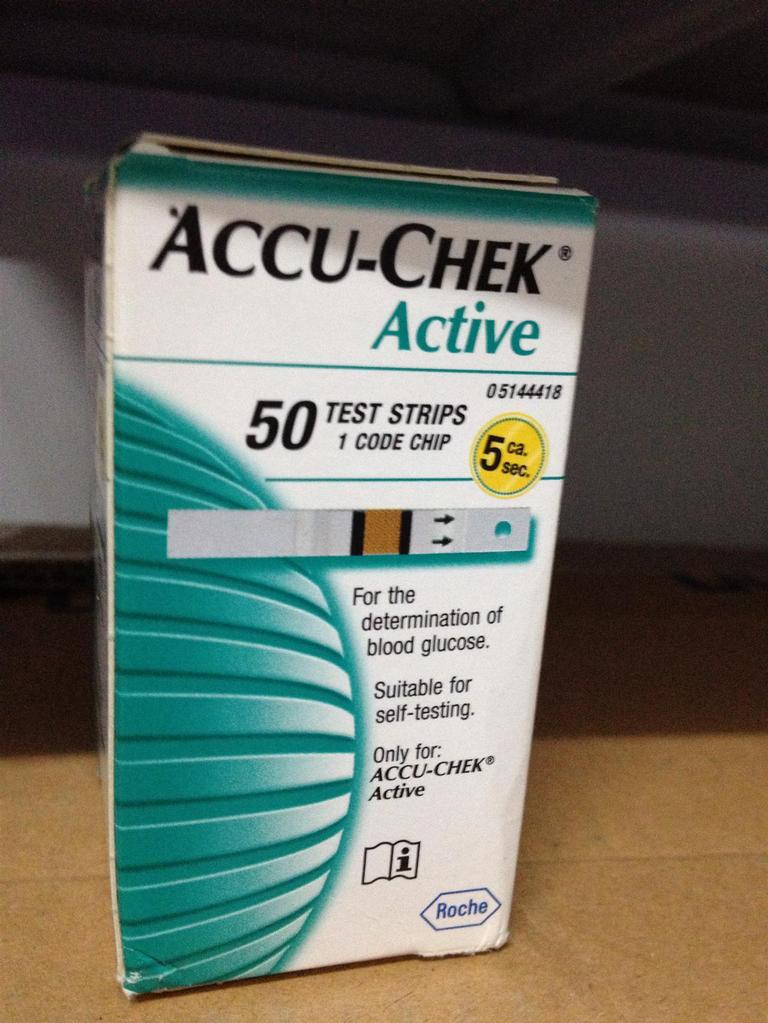 ACCU-CHEK®
Active
05144418
50 TEST STRIPS
1 CODE CHIP
5 ca.
sec.
For the
determination of
blood glucose.
Suitable for
self-testing.
Only for:
ACCU-CHEK®
Active
i
Roche